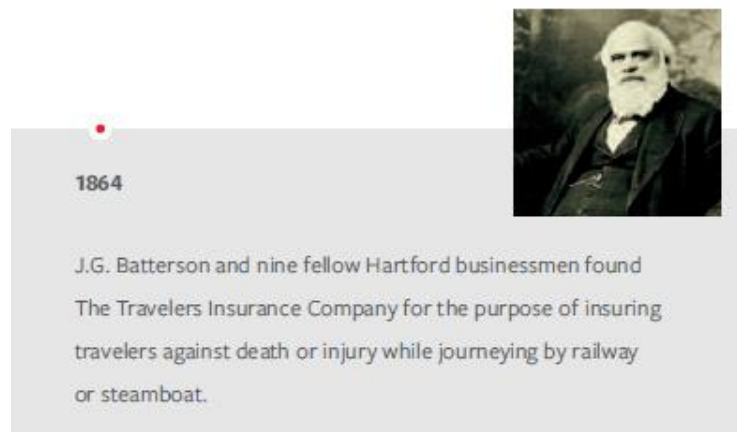 1864
J.G. Batterson and nine fellow Hartford businessmen found
The Travelers Insurance Company for the purpose of insuring
travelers against death or injury while journeying by railway
or steamboat.